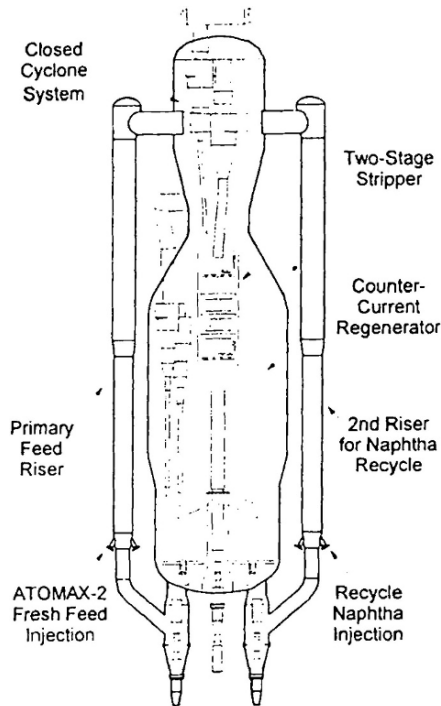 Closed
Cyclone
System
Two-Stage
Stripper
Counter-
Current
Regenerator
Primary
Feed
Riser
2nd Riser
for Naphtha
Recycle
ATOMAX-2
Fresh Feed
Injection
Recycle
Naphtha
Injection